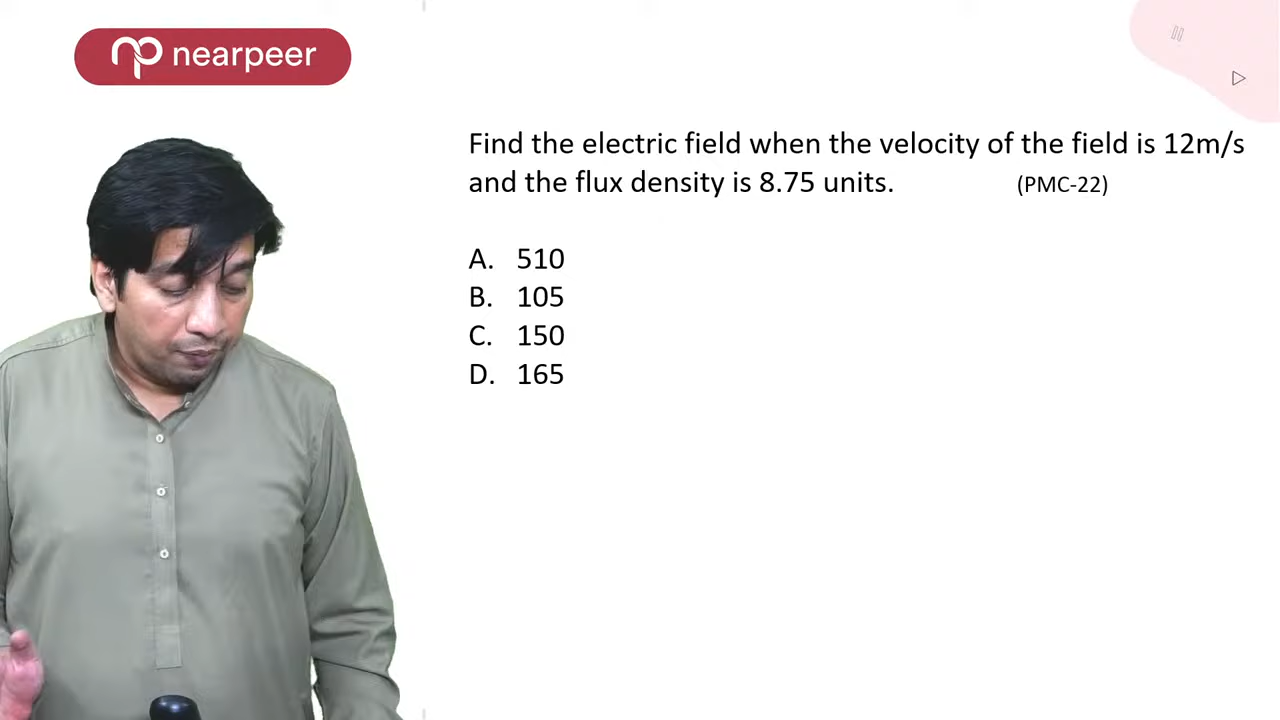 nearpeer
Find the electric field when the velocity of the field is 12m/s
and the flux density is 8.75 units. (PMC-22)
A. 510
B. 105
C. 150
D. 165